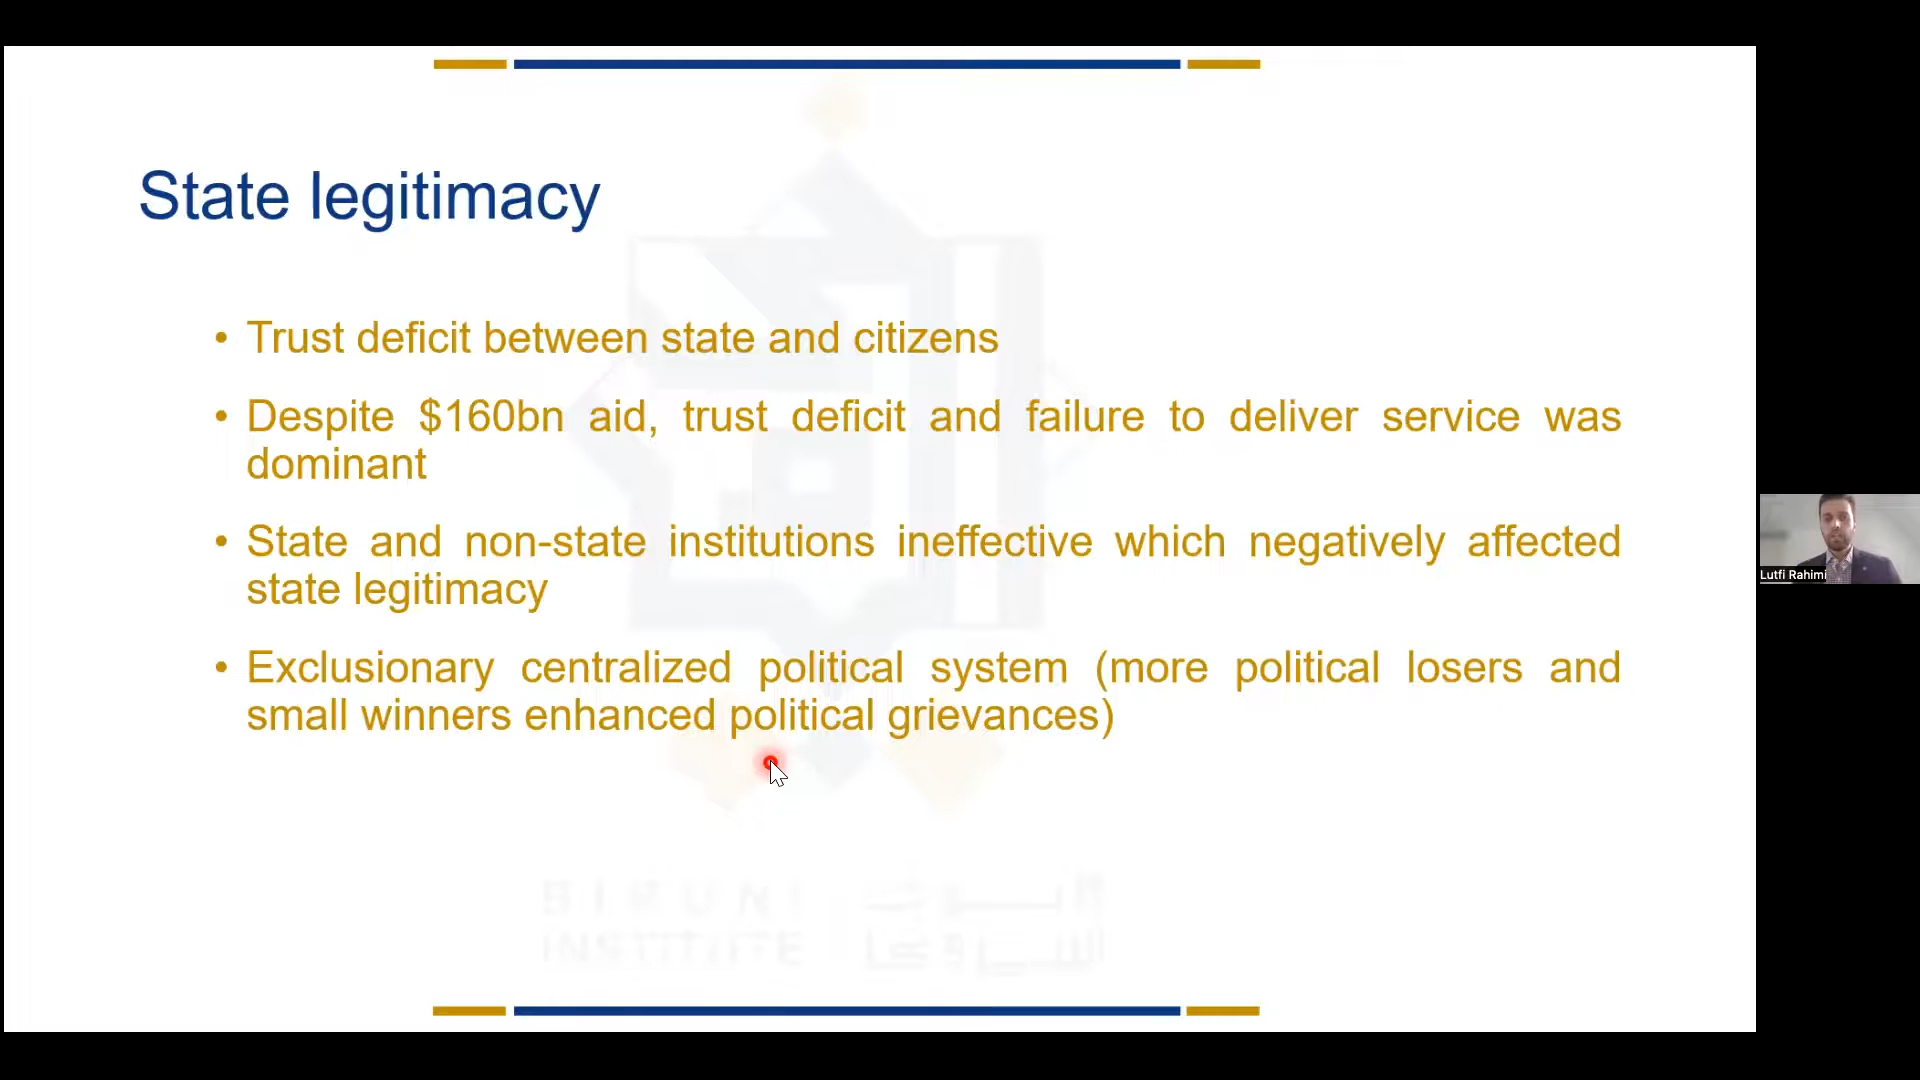 State legitimacy
• Trust deficit between state and citizens
• Despite $160bn aid, trust deficit and failure to deliver service was
dominant
• State and non-state institutions ineffective which negatively affected
state legitimacy
• Exclusionary centralized political system (more political losers and
small winners enhanced political grievances)
Lutfi Rahimi
BIRUNI
INSTITUTE